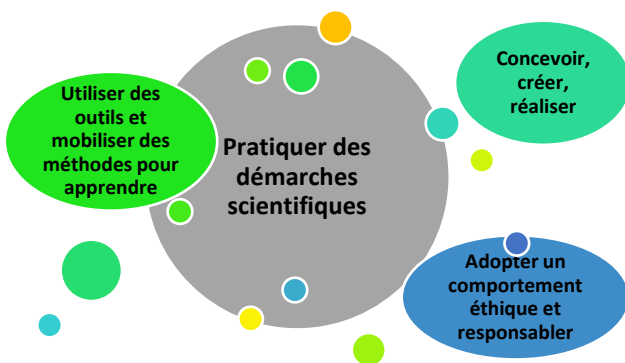 Utiliser des
outils et
mobiliser des
méthodes pour
apprendre
Pratiquer des
démarches
scientifiques
Concevoir,
créer,
réaliser
Adopter un
comportement
éthique et
responsabler